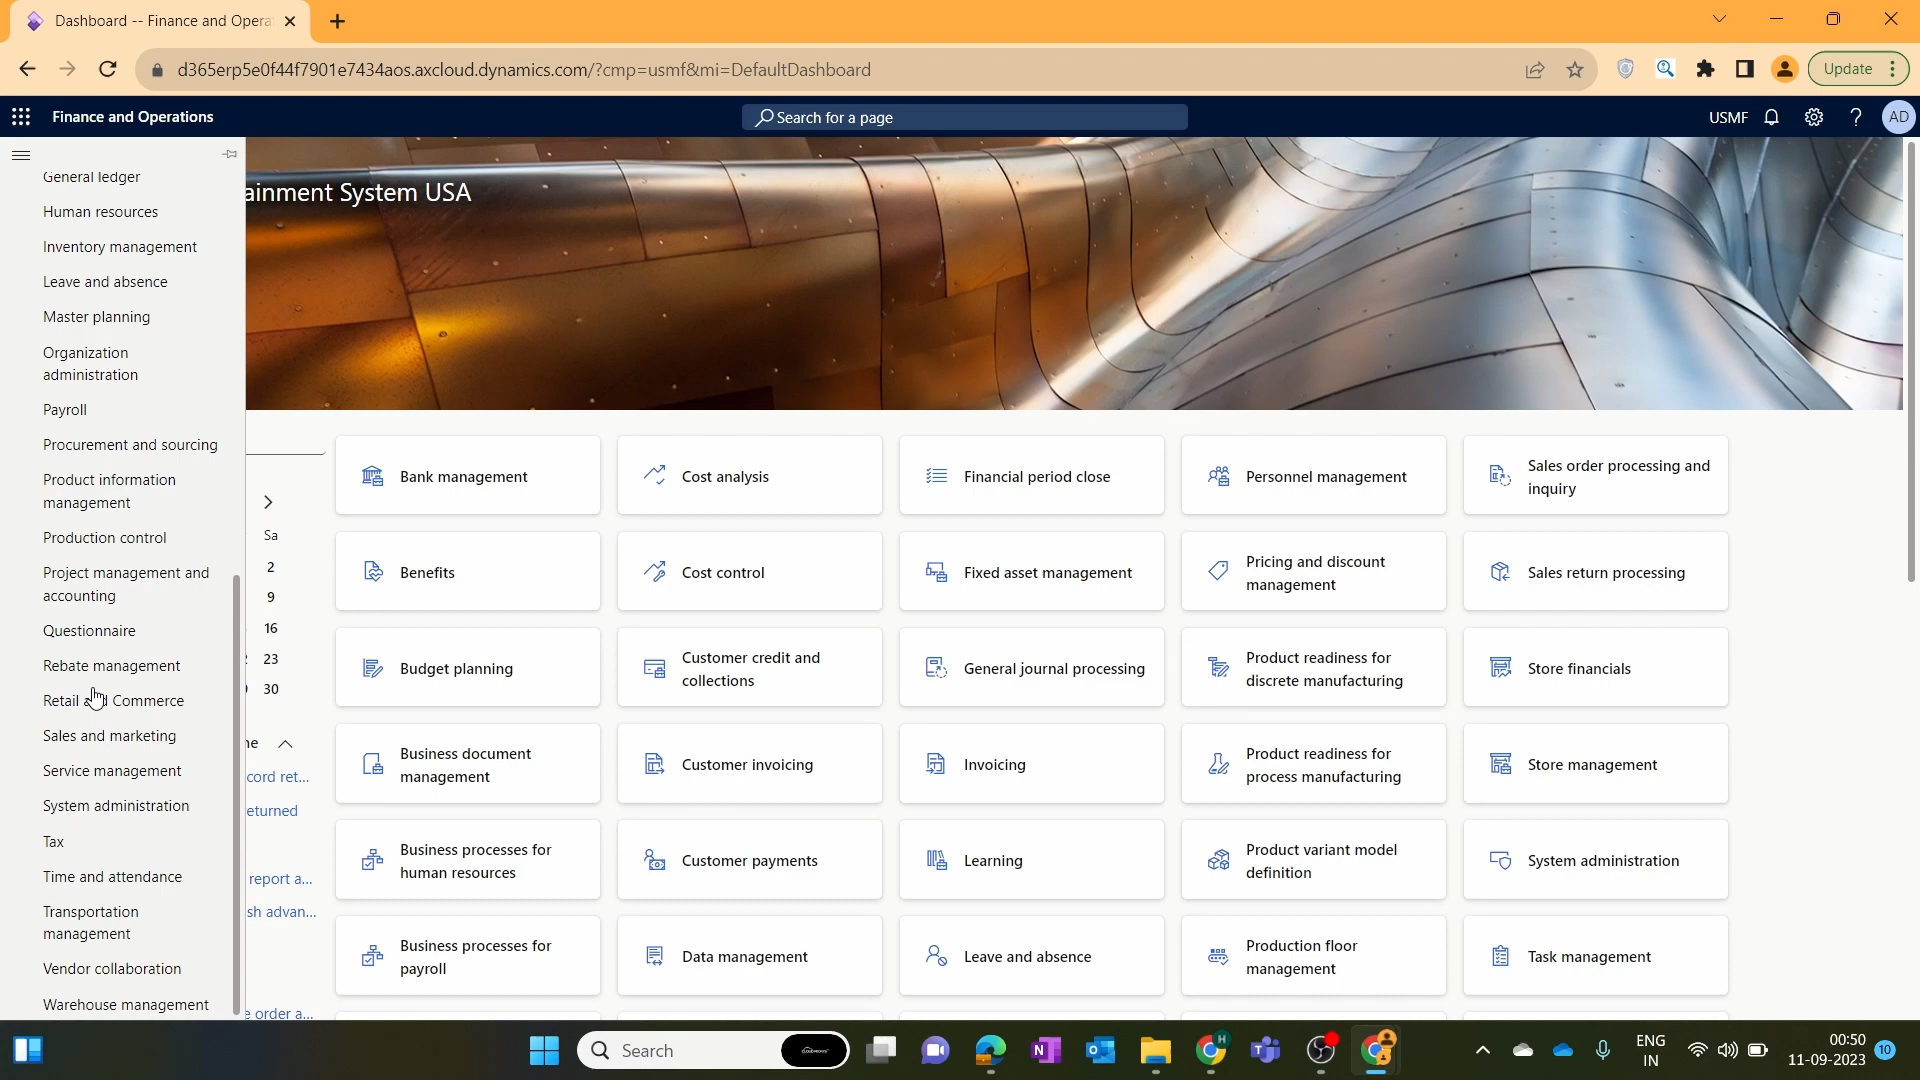 Dashboard -- Finance and Opera
d365erp5e0f44f7901e7434aos.axcloud.dynamics.com/?cmp=usmf&mi=DefaultDashboard
Update
Finance and Operations
Search for a page
USMF
AD
General ledger
Human resources
Inventory management
Leave and absence
Master planning
Organization
administration
Payroll
Procurement and sourcing
Product information
management
Production control
Project management and
accounting
Questionnaire
Rebate management
Retail and Commerce
Sales and marketing
Service management
System administration
Tax
Time and attendance
Transportation
management
Vendor collaboration
Warehouse management
ainment System USA
Sa
2
9
16
23
30
ne
cord ret...
eturned
report a...
sh advan...
e order a...
Bank management
Cost analysis
Financial period close
Personnel management
Sales order processing and
inquiry
Benefits
Cost control
Fixed asset management
Pricing and discount
management
Sales return processing
Budget planning
Customer credit and
collections
General journal processing
Product readiness for
discrete manufacturing
Store financials
Business document
management
Customer invoicing
Invoicing
Product readiness for
process manufacturing
Store management
Business processes for
human resources
Customer payments
Learning
Product variant model
definition
System administration
Business processes for
payroll
Data management
Leave and absence
Production floor
management
Task management
Search
ENG
IN
00:50
11-09-2023
10